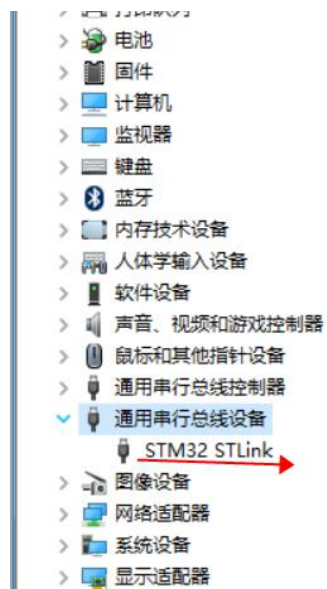 电池
固件
计算机
监视器
键盘
蓝牙
内存技术设备
人体学输入设备
软件设备
声音、视频和游戏控制器
鼠标和其他指针设备
通用串行总线控制器
通用串行总线设备
STM32 STLink
图像设备
网络适配器
系统设备
显示适配器